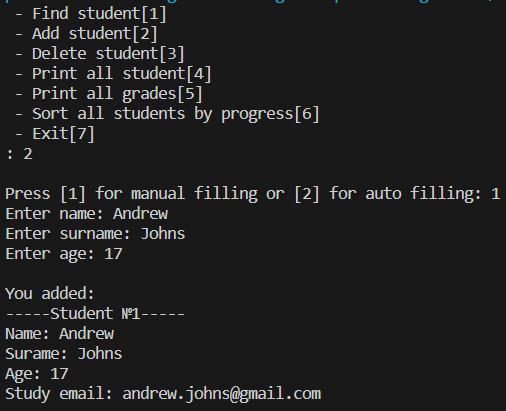 - Find student[1]
- Add student[2]
- Delete student[3]
- Print all student[4]
- Print all grades[5]
- Sort all students by progress[6]
- Exit[7]
: 2
Press [1] for manual filling or [2] for auto filling: 1
Enter name: Andrew
Enter surname: Johns
Enter age: 17
You added:
-----Student №1-----
Name: Andrew
Surame: Johns
Age: 17
Study email: andrew.johns@gmail.com